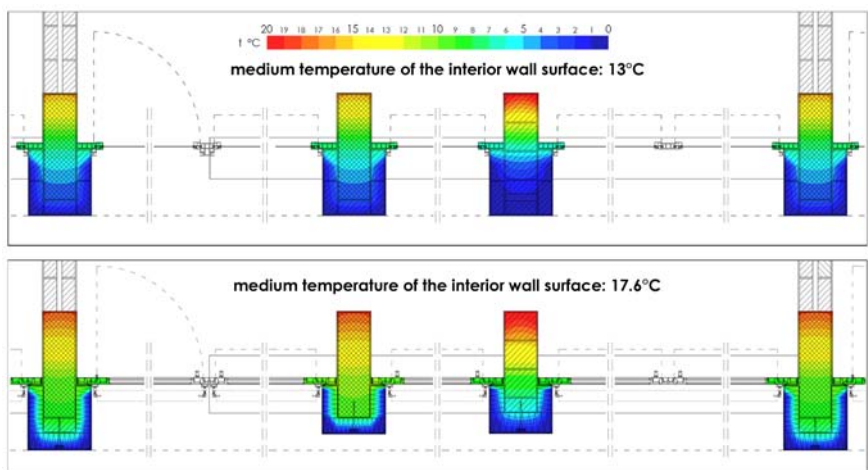 20 19 18 17 16 15 14 13 12 11 10 9 8 7 6 5 4 3 2 1 0
t °C
medium temperature of the interior wall surface: 13°C
medium temperature of the interior wall surface: 17.6°C